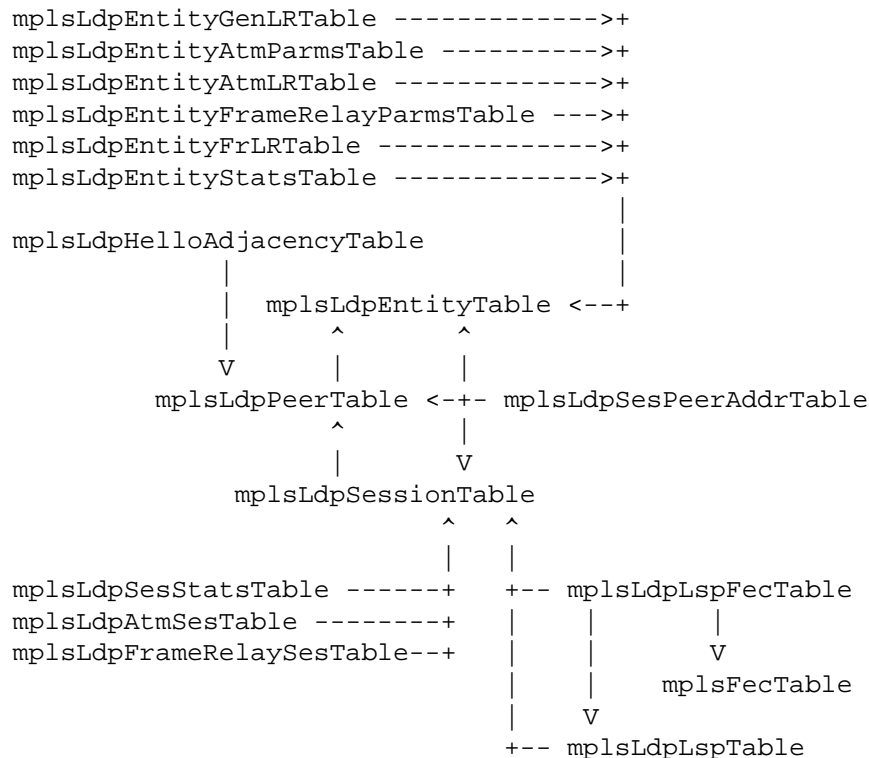 mplsLdpEntityGenLRTable ------------->+
mplsLdpEntityAtmParmsTable ---------->+
mplsLdpEntityAtmLRTable ------------->+
mplsLdpEntityFrameRelayParmsTable --->+
mplsLdpEntityFrLRTable -------------->+
mplsLdpEntityStatsTable ------------->+
                                      |
mplsLdpHelloAdjacencyTable            |
             |                        |
             |  mplsLdpEntityTable <--+
             |      ^       ^
             V      |       |
         mplsLdpPeerTable <-+- mplsLdpSesPeerAddrTable
                    ^       |
                    |       V
              mplsLdpSessionTable
                           ^   ^
                           |   |
mplsLdpSesStatsTable ------+   +-- mplsLdpLspFecTable
mplsLdpAtmSesTable --------+   |    |       |
mplsLdpFrameRelaySesTable--+   |    |       V
                               |    |    mplsFecTable
                               |    V
                               +-- mplsLdpLspTable